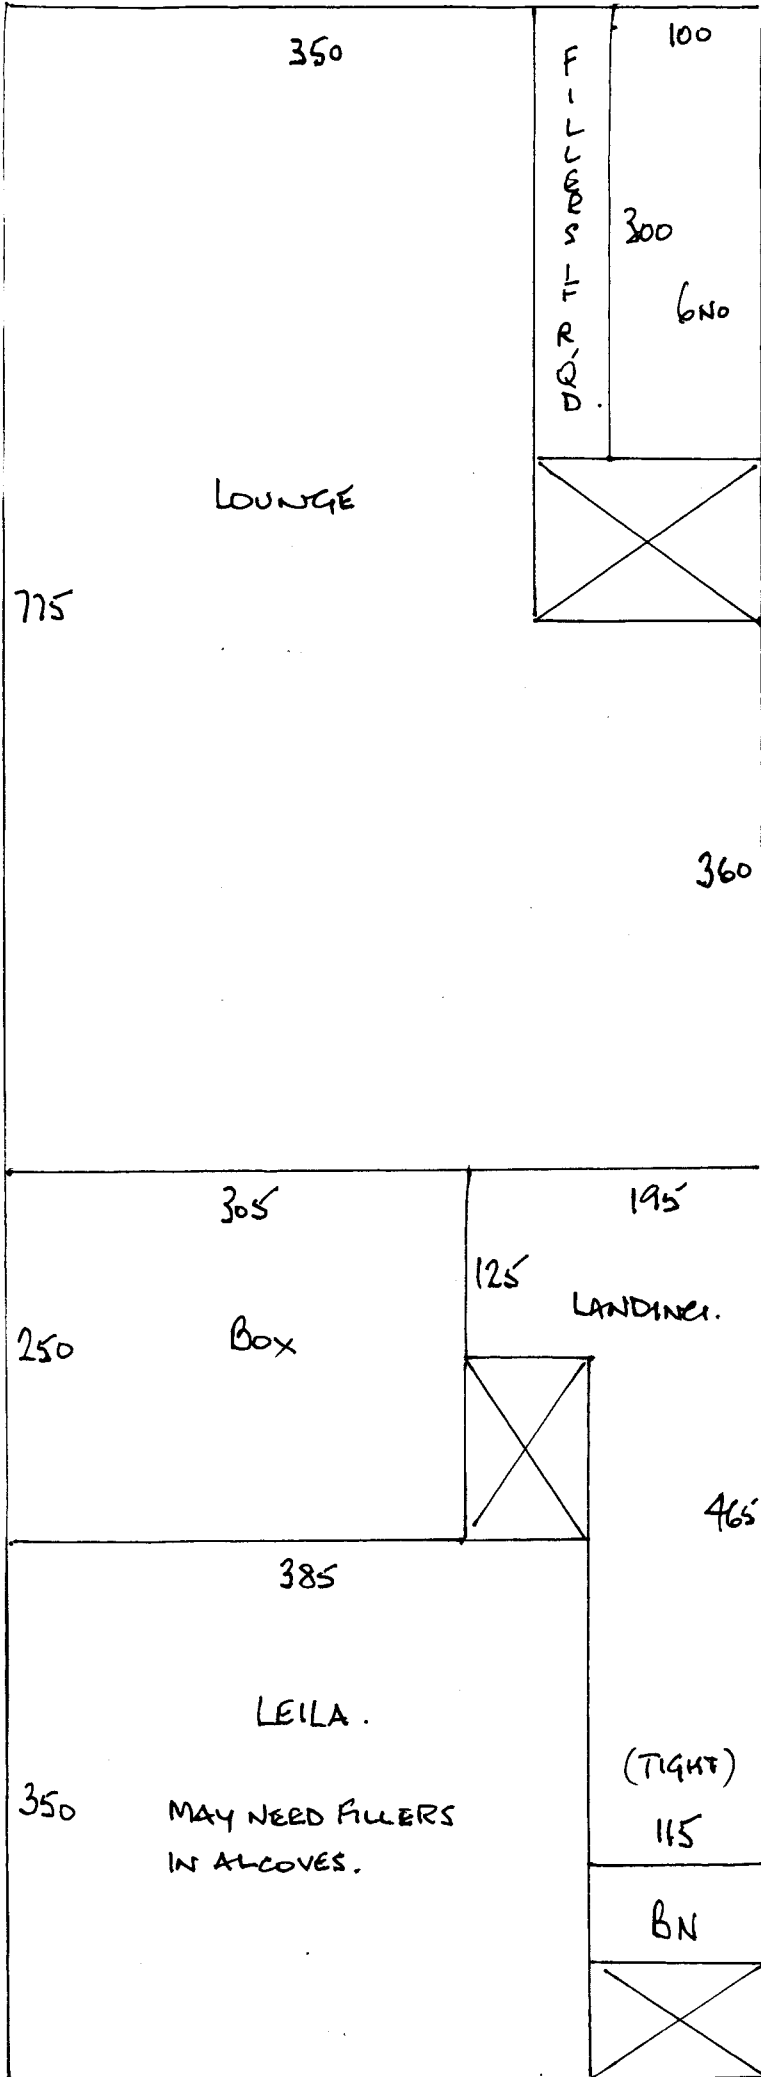 350
100
FILLERS IF RQ'D.
300
6NO
LOUNGE
775
360
305
195
125
LANDING.
250
BOX
465
385
LEILA.
(TIGHT)
350
MAY NEED FILLERS
115
IN ALCOVES.
BN